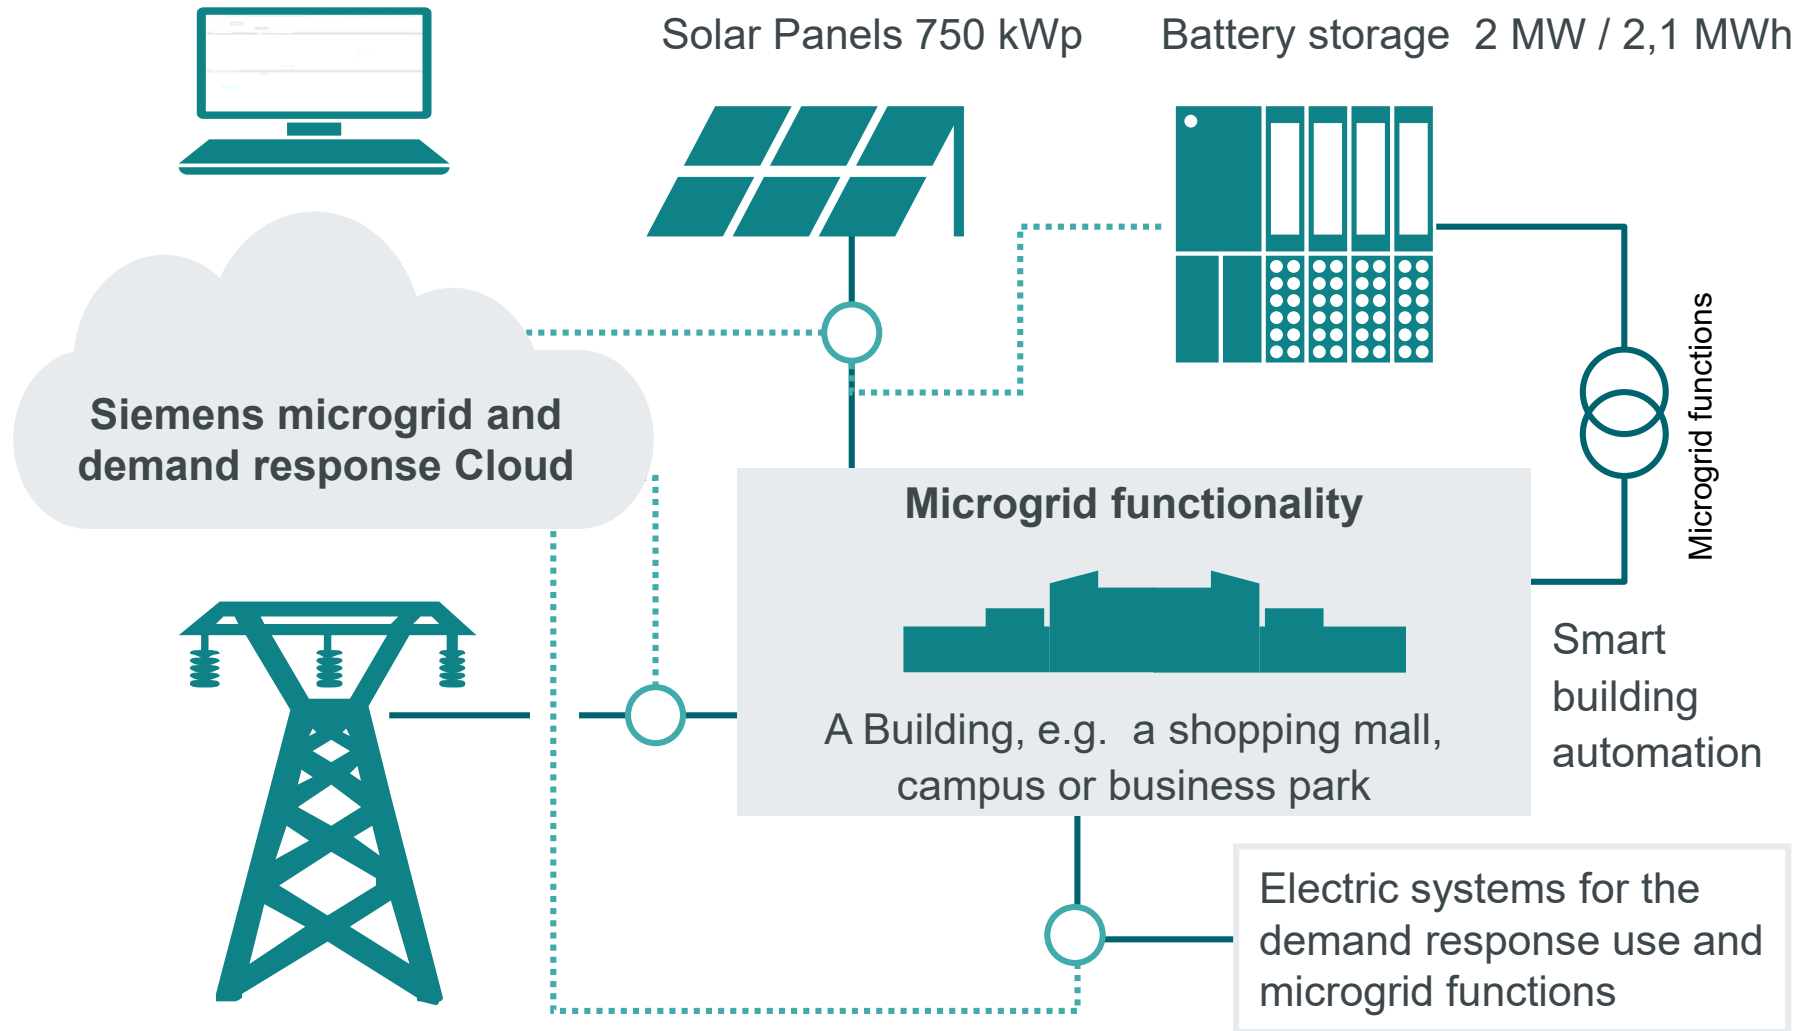 Solar Panels 750 kWp
Battery storage  2 MW / 2,1 MWh
Siemens microgrid and
demand response Cloud
Microgrid functions
Microgrid functionality
A Building, e.g.  a shopping mall,
campus or business park
Smart
building
automation
Electric systems for the
demand response use and
microgrid functions